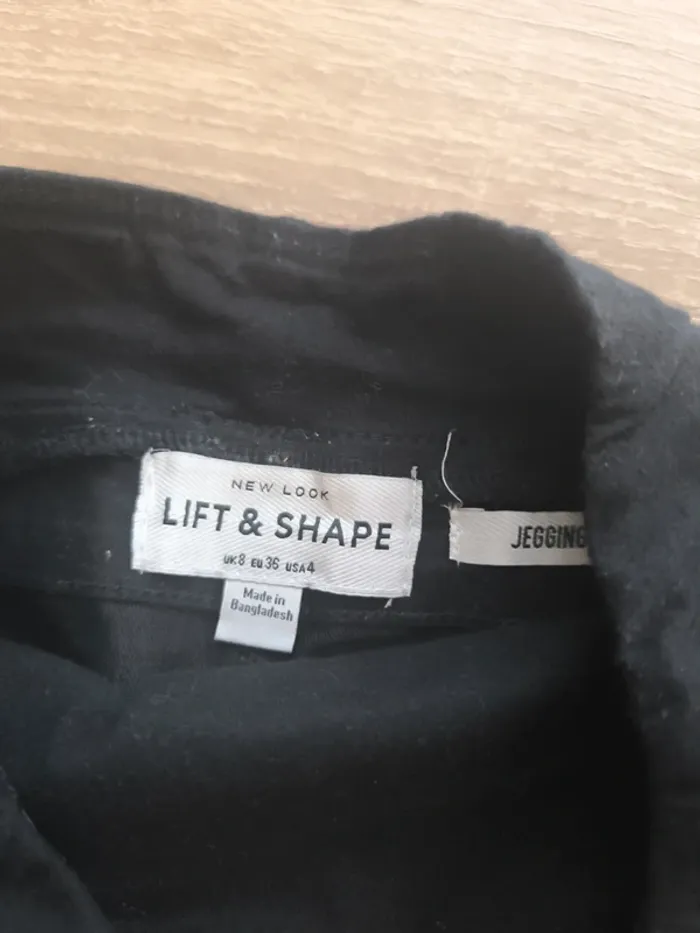 NEW LOOK
LIFT & SHAPE
UK8 EU36 USA4
Made in
Bangladesh
JEGGING